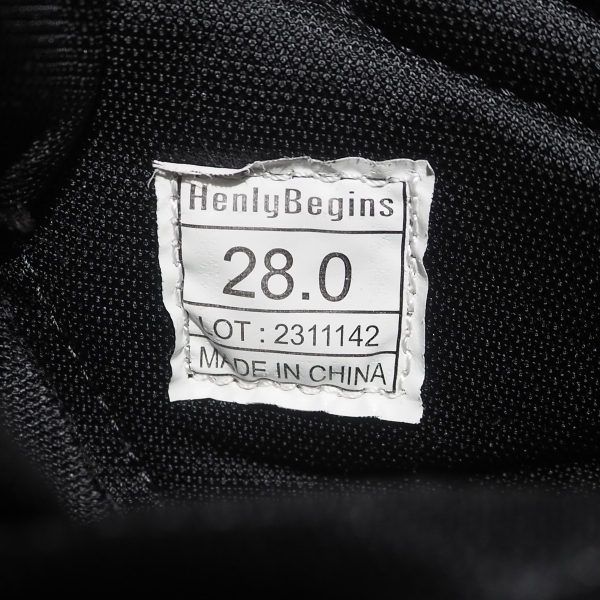 HenlyBegins
28.0
LOT : 2311142
MADE IN CHINA